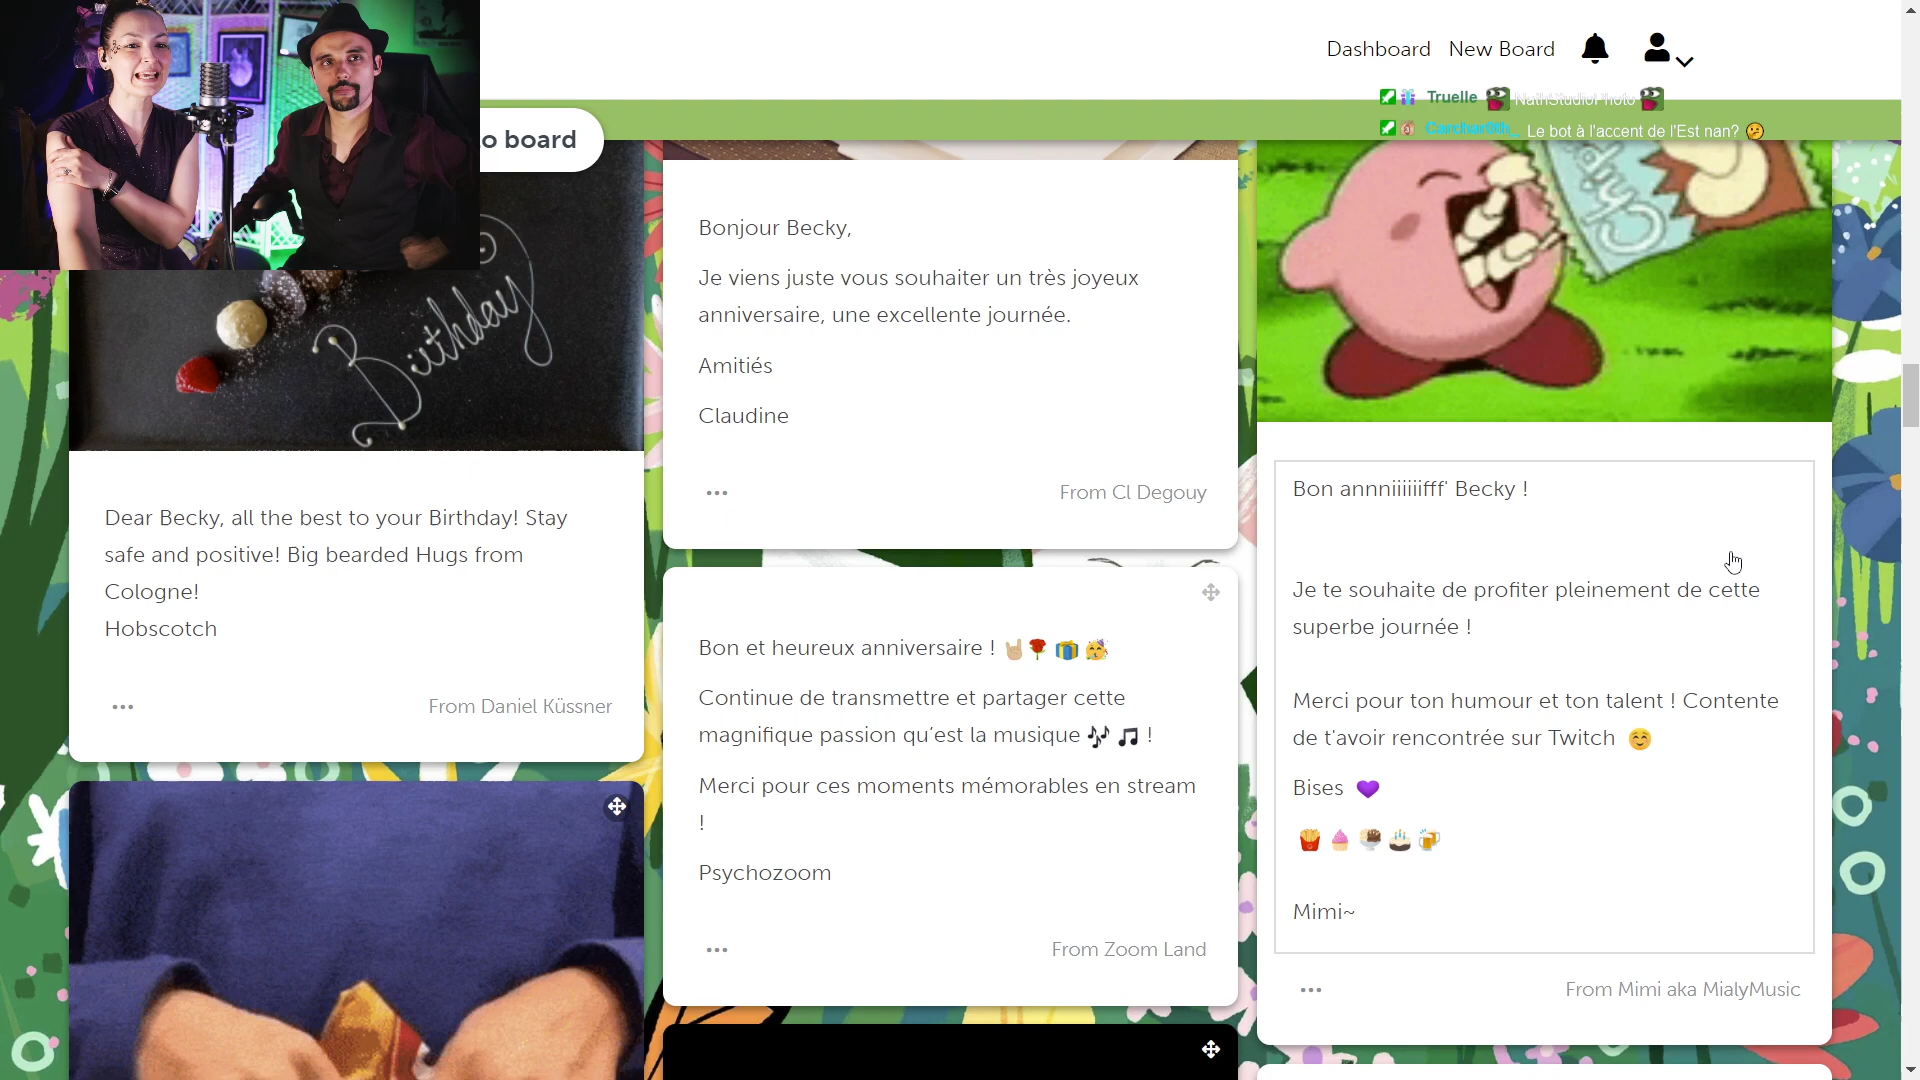 Dashboard
New Board
Truelle
NathStudioPhoto
Le bot à l'accent de l'Est nan?
o board
Birthday
Dear Becky, all the best to your Birthday! Stay
safe and positive! Big bearded Hugs from
Cologne!
Hobscotch
From Daniel Küssner
Bonjour Becky,
Je viens juste vous souhaiter un très joyeux
anniversaire, une excellente journée.
Amitiés
Claudine
From Cl Degouy
Bon et heureux anniversaire ! 🤘🏼🌹 🎁 🥳
Continue de transmettre et partager cette
magnifique passion qu’est la musique 🎶 🎵 !
Merci pour ces moments mémorables en stream
!
Psychozoom
From Zoom Land
Bon annniiiiiifff' Becky !
Je te souhaite de profiter pleinement de cette
superbe journée !
Merci pour ton humour et ton talent ! Contente
de t'avoir rencontrée sur Twitch ☺️
Bises 💜
🍟 🧁 🍨 🎂 🍻
Mimi~
From Mimi aka MialyMusic